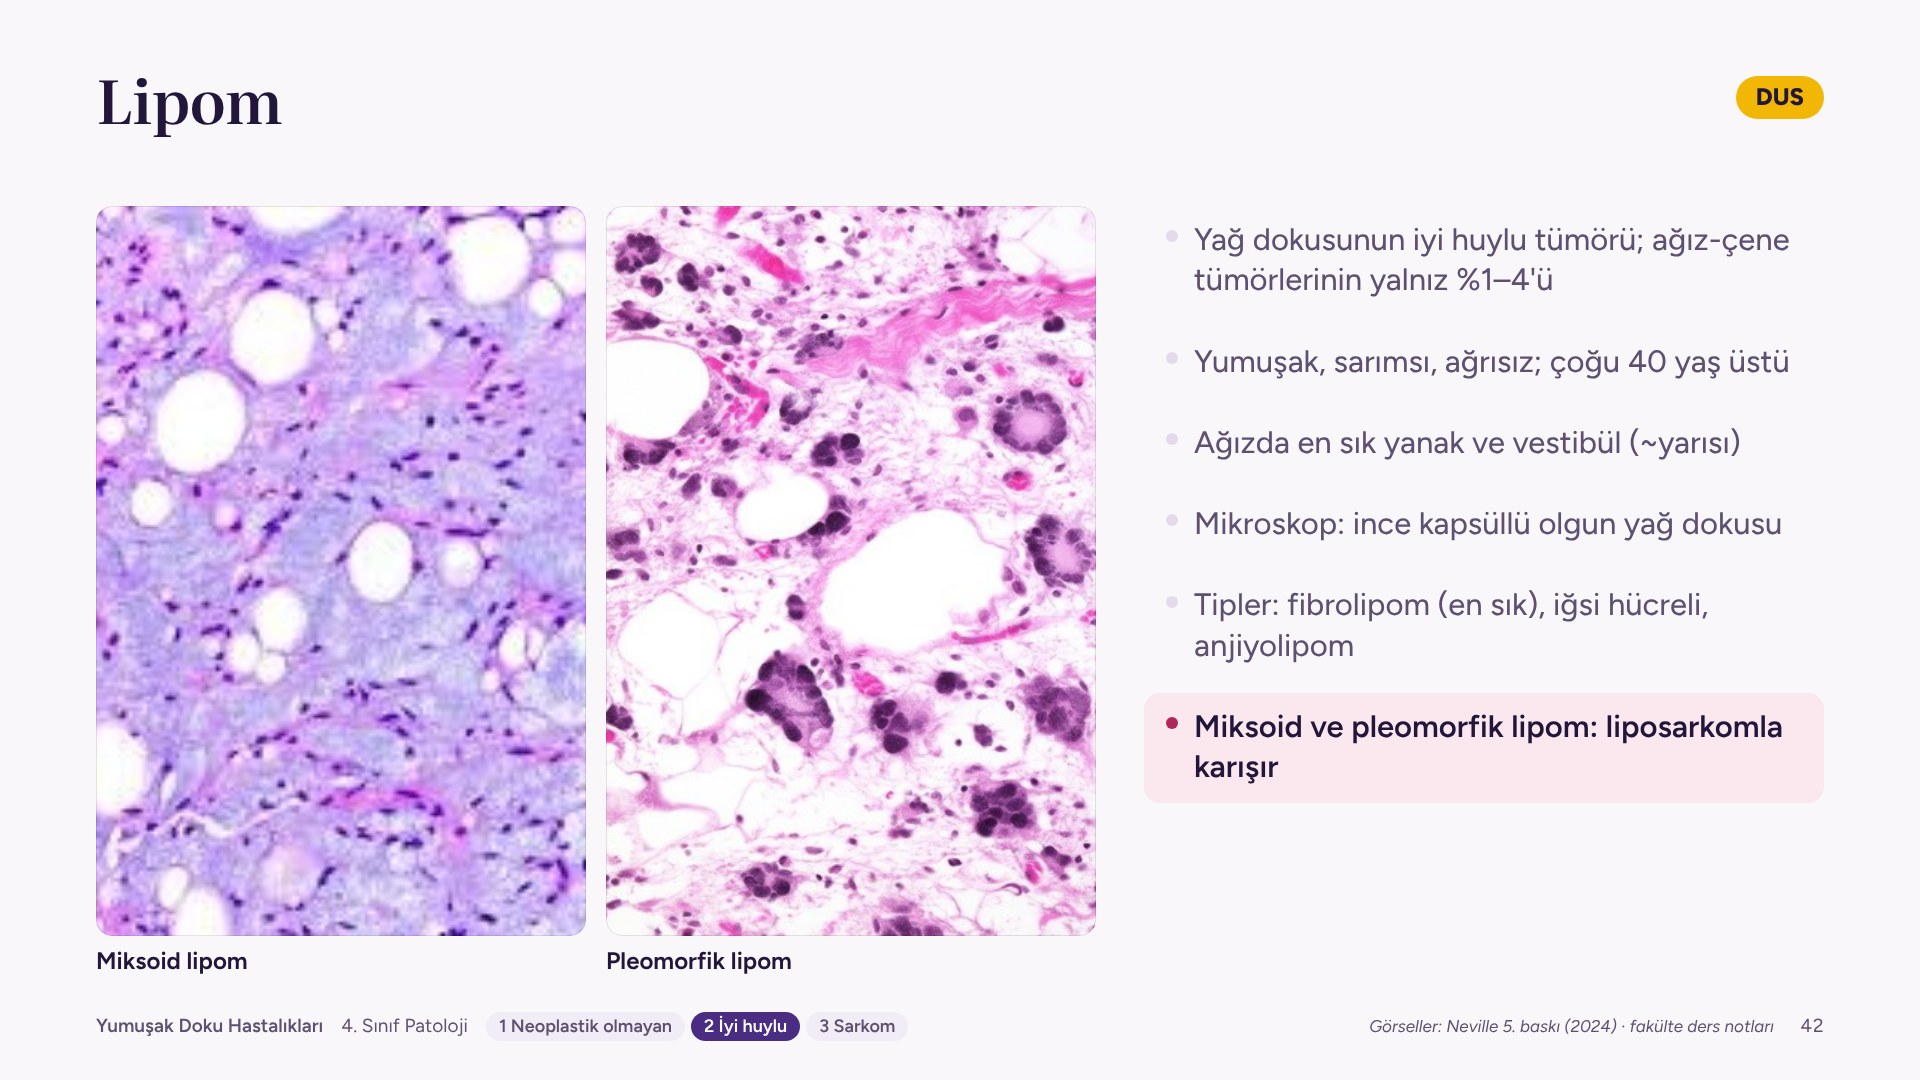 Lipom
DUS
Yağ dokusunun iyi huylu tümörü; ağız-çene
tümörlerinin yalnız %1–4'ü
Yumuşak, sarımsı, ağrısız; çoğu 40 yaş üstü
Ağızda en sık yanak ve vestibül (~yarısı)
Mikroskop: ince kapsüllü olgun yağ dokusu
Tipler: fibrolipom (en sık), iğsi hücreli,
anjiyolipom
Miksoid ve pleomorfik lipom: liposarkomla
karışır
Miksoid lipom
Pleomorfik lipom
Yumuşak Doku Hastalıkları 4. Sınıf Patoloji 1 Neoplastik olmayan 2 İyi huylu 3 Sarkom
Görseller: Neville 5. baskı (2024) · fakülte ders notları 42